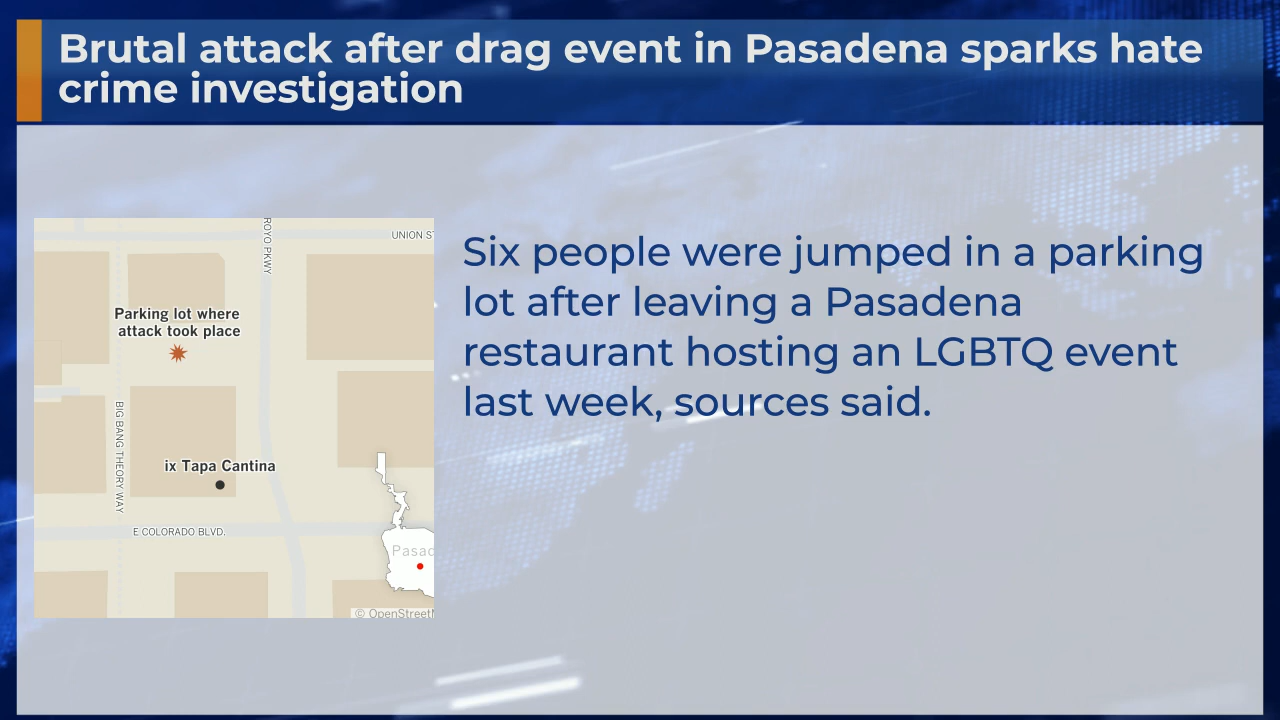 Brutal attack after drag event in Pasadena sparks hate
crime investigation
ROYO PKWY
UNION ST
Parking lot where
attack took place
BIG BANG THEORY WAY
ix Tapa Cantina
E COLORADO BLVD.
Pasad
© OpenStreetM
Six people were jumped in a parking
lot after leaving a Pasadena
restaurant hosting an LGBTQ event
last week, sources said.